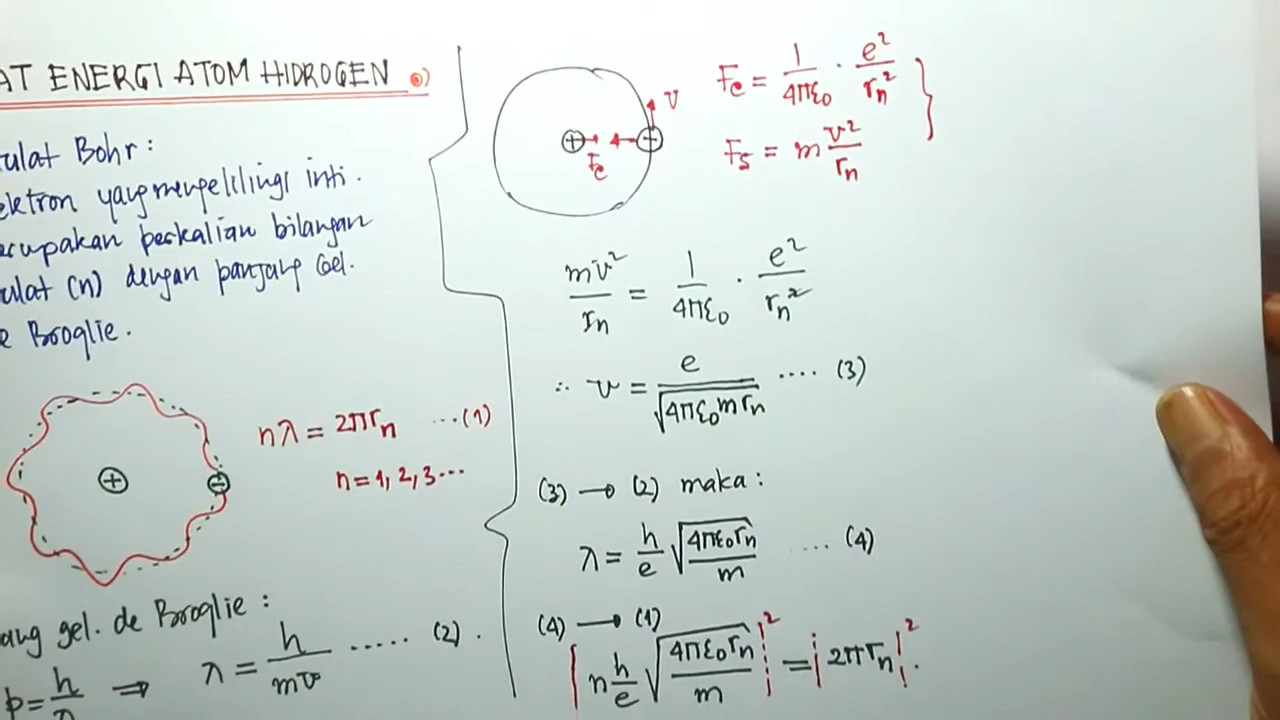 AT ENERGI ATOM HIDROGEN
ulat Bohr:
ektron yang mengelilingi inti.
erupakan perkalian bilangan
ulat (n) dengan panjang Gel.
e Broglie.
nλ = 2πrₙ ...(1)
n = 1, 2, 3 ...
ang gel. de Broglie:
p = h/λ ⇒ λ = h/mv ..... (2).
v
Fₑ
Fₑ = 1/4πε₀ · e²/rₙ²
Fₛ = m v²/rₙ
mv²/rₙ = 1/4πε₀ · e²/rₙ²
∴ v = e/√(4πε₀mrₙ) .... (3)
(3) → (2) maka:
λ = h/e √(4πε₀rₙ/m) .... (4)
(4) → (1)
|n h/e √(4πε₀rₙ/m)|² = |2πrₙ|².